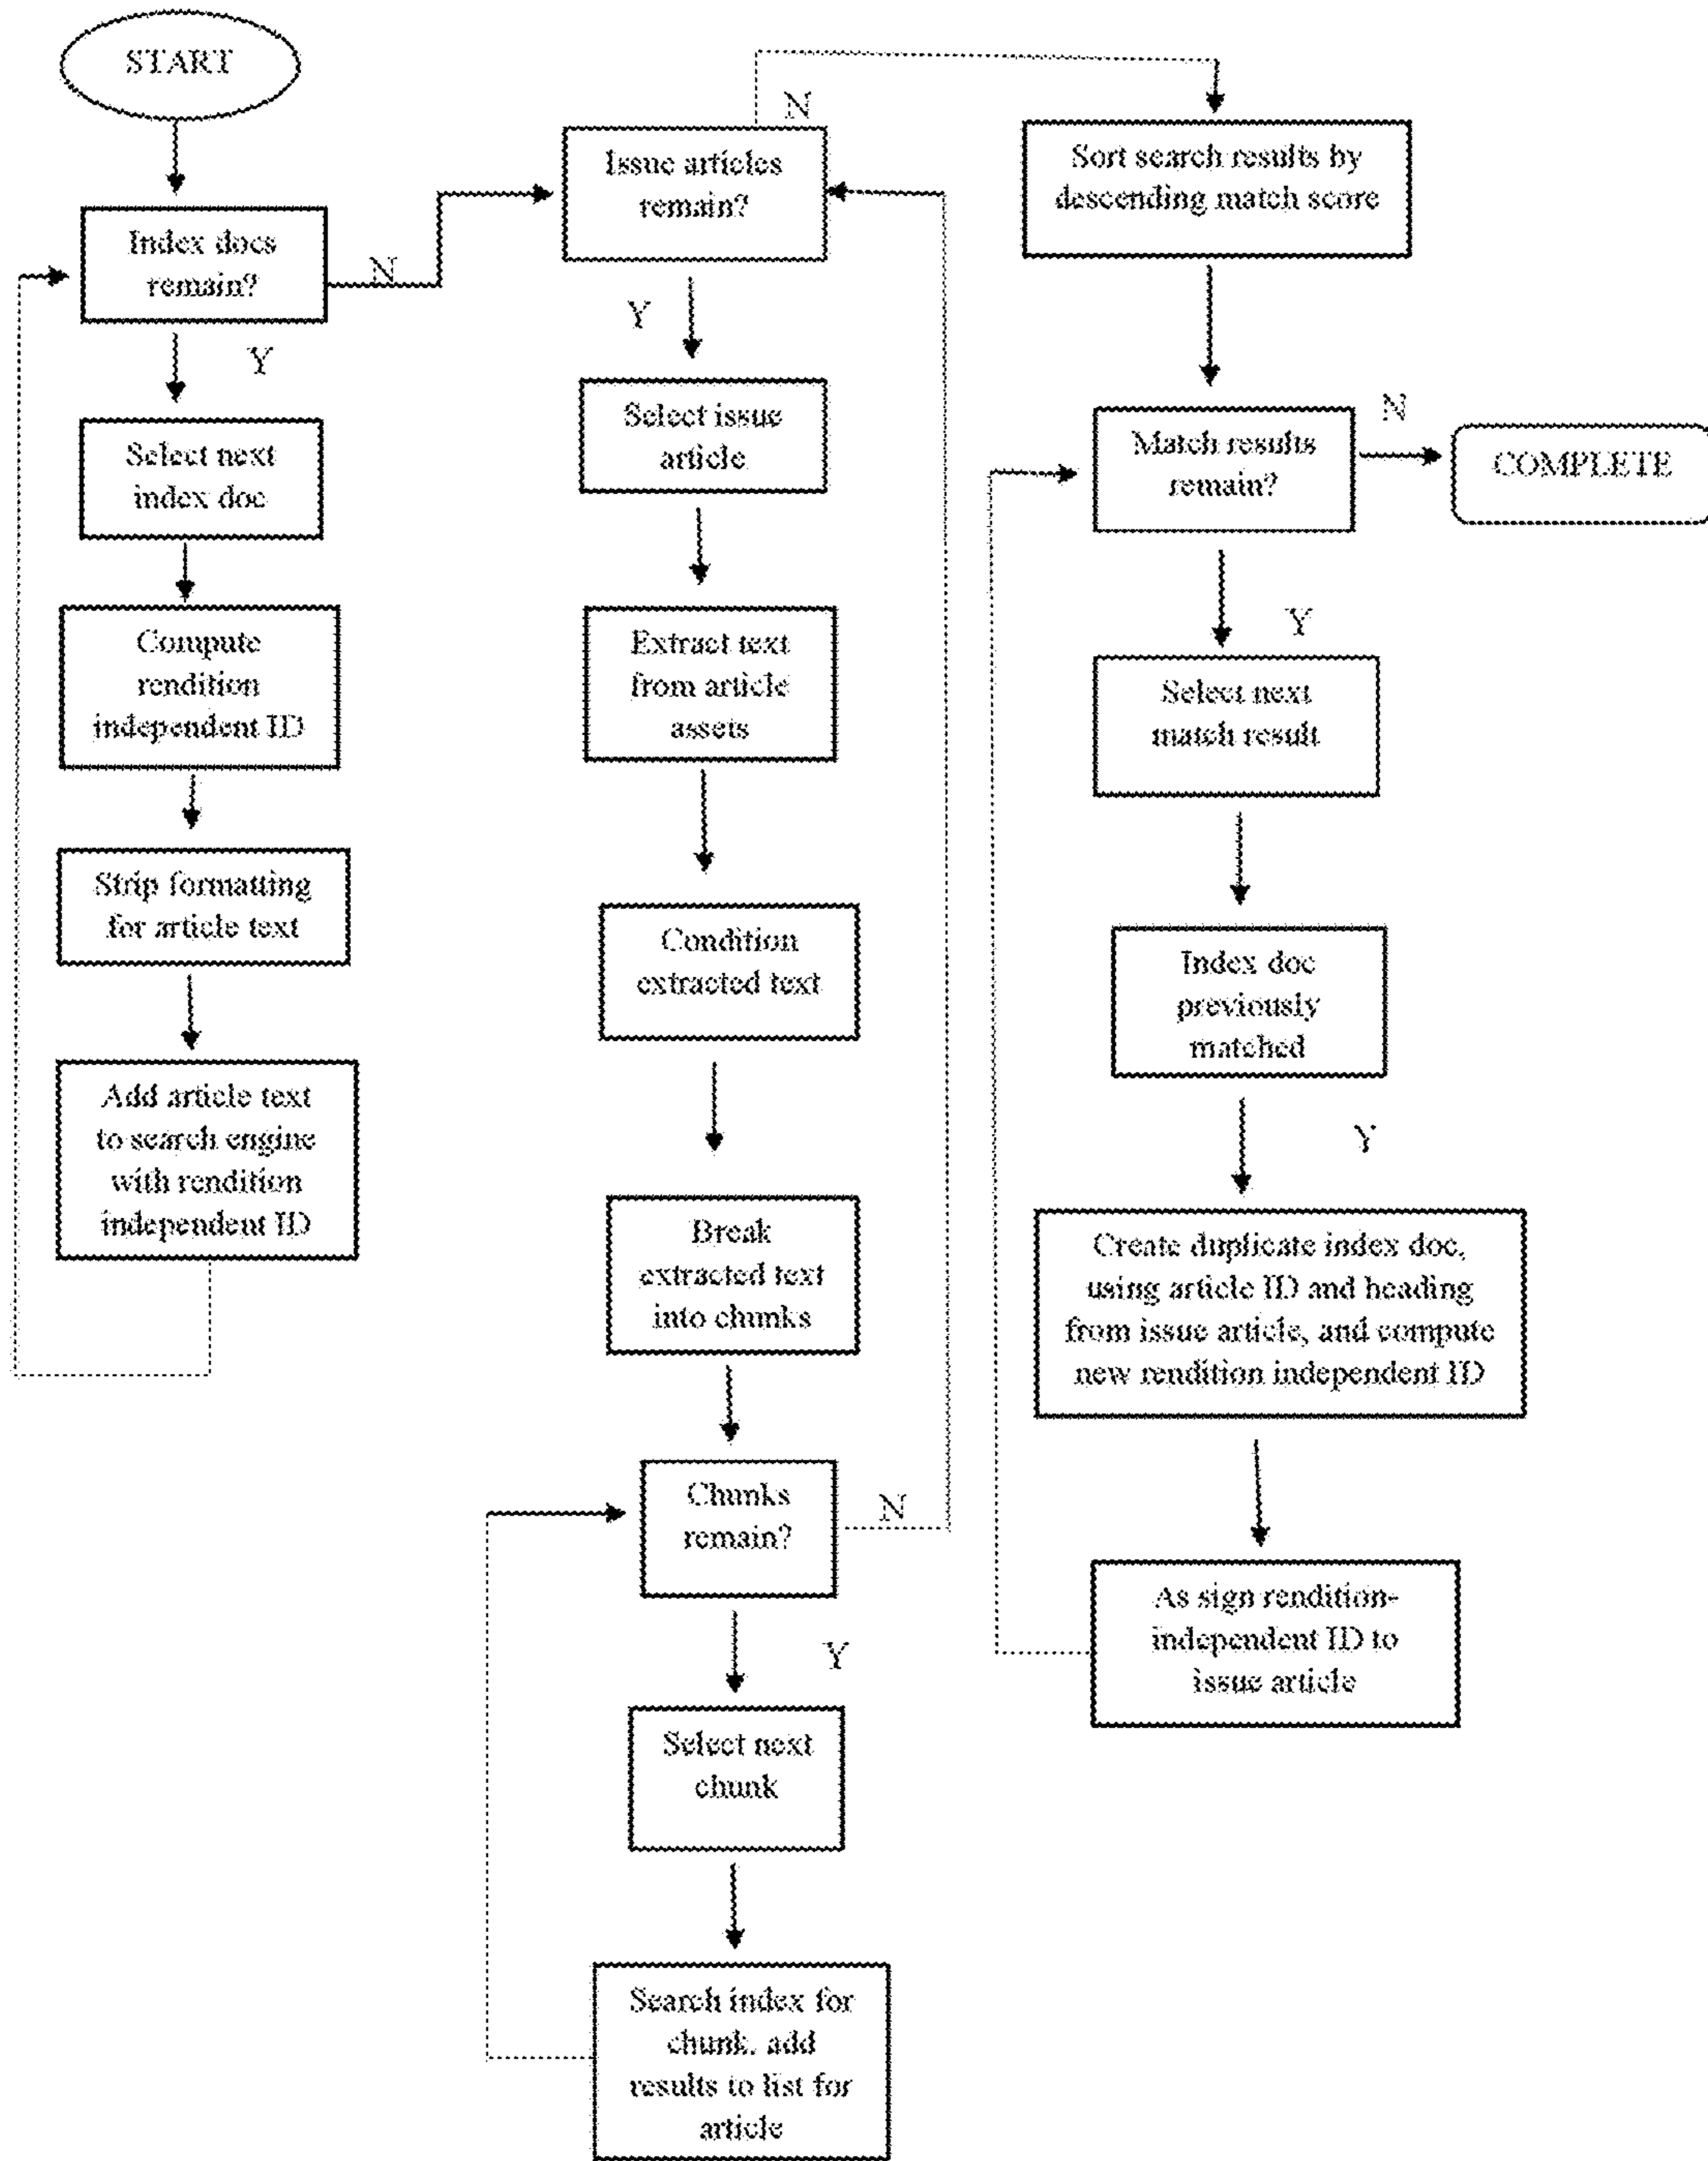 START
Index docs
remain?
N
Y
Select next
index doc
Compute
rendition
independent ID
Strip formatting
for article text
Add article text
to search engine
with rendition
independent ID
Issue articles
remain?
N
Y
Select issue
article
Extract text
from article
assets
Condition
extracted text
Break
extracted text
into chunks
Chunks
remain?
N
Y
Select next
chunk
Search index for
chunk, add
results to list for
article
Sort search results by
descending match score
Match results
remain?
N
COMPLETE
Y
Select next
match result
Index doc
previously
matched
Y
Create duplicate index doc,
using article ID and heading
from issue article, and compute
new rendition independent ID
As sign rendition-
independent ID to
issue article